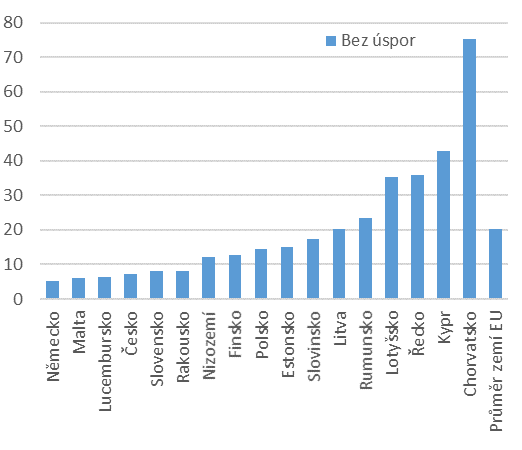 80
70
60
50
40
30
20
10
0
Bez úspor
Německo
Malta
Lucembursko
Česko
Slovensko
Rakousko
Nizozemí
Finsko
Polsko
Estonsko
Slovinsko
Litva
Rumunsko
Lotyšsko
Řecko
Kypr
Chorvatsko
Průměr zemí EU